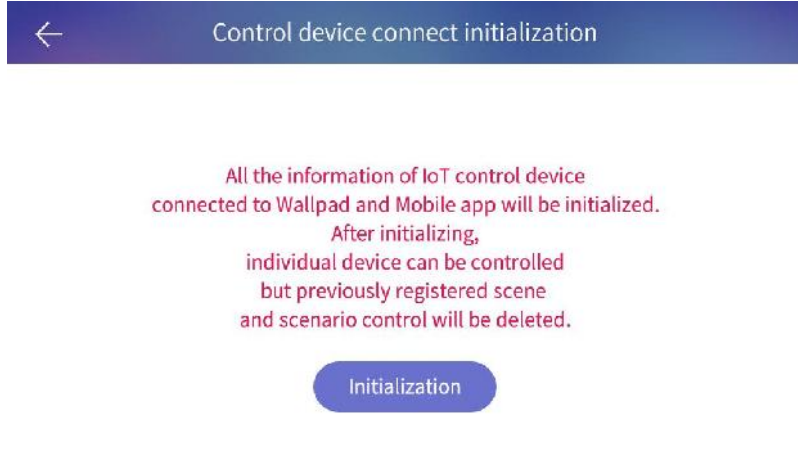 Control device connect initialization
All the information of IoT control device
connected to Wallpad and Mobile app will be initialized.
After initializing,
individual device can be controlled
but previously registered scene
and scenario control will be deleted.
Initialization